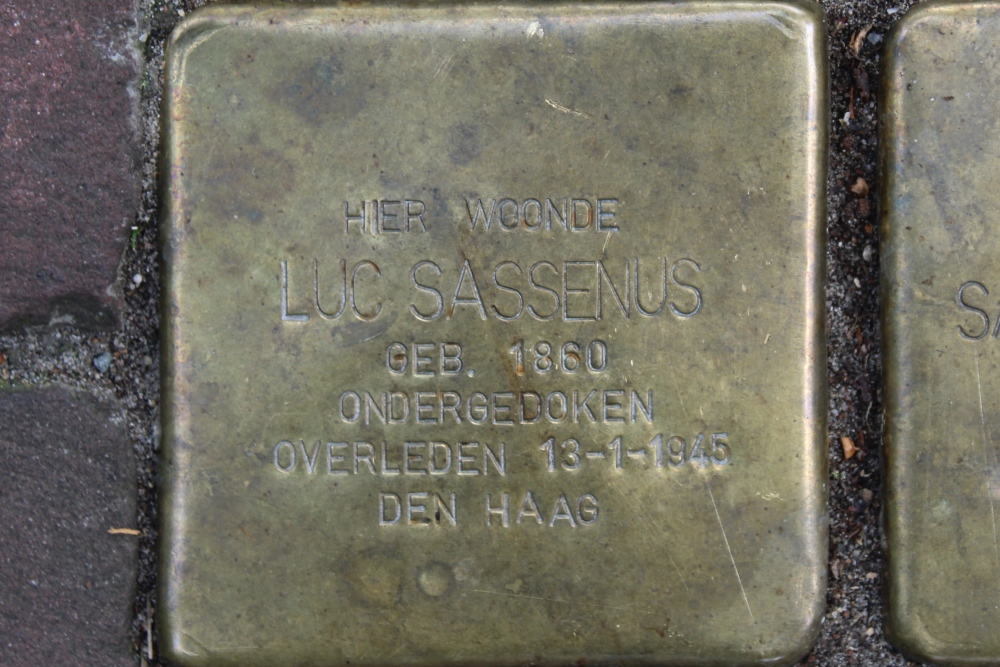 HIER WOONDE
LUC SASSENUS
GEB. 1860
ONDERGEDOKEN
OVERLEDEN 13-1-1945
DEN HAAG